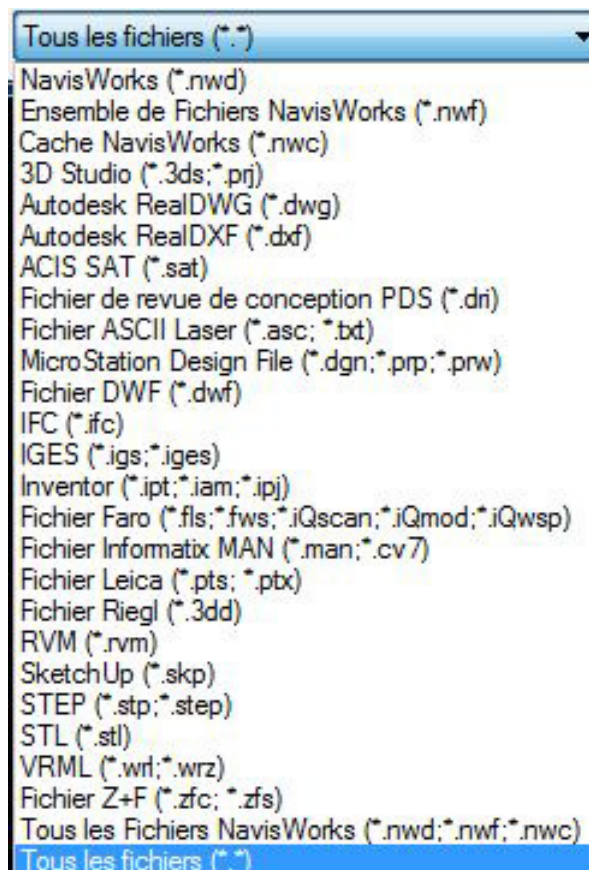 Tous les fichiers (*.*)
NavisWorks (*.nwd)
Ensemble de Fichiers NavisWorks (*.nwf)
Cache NavisWorks (*.nwc)
3D Studio (*.3ds;*.prj)
Autodesk RealDWG (*.dwg)
Autodesk RealDXF (*.dxf)
ACIS SAT (*.sat)
Fichier de revue de conception PDS (*.dri)
Fichier ASCII Laser (*.asc; *.txt)
MicroStation Design File (*.dgn;*.prp;*.prw)
Fichier DWF (*.dwf)
IFC (*.ifc)
IGES (*.igs;*.iges)
Inventor (*.ipt;*.iam;*.ipj)
Fichier Faro (*.fls;*.fws;*.iQscan;*.iQmod;*.iQwsp)
Fichier Informatix MAN (*.man;*.cv7)
Fichier Leica (*.pts; *.ptx)
Fichier Riegl (*.3dd)
RVM (*.rvm)
SketchUp (*.skp)
STEP (*.stp;*.step)
STL (*.stl)
VRML (*.wrl;*.wrz)
Fichier Z+F (*.zfc; *.zfs)
Tous les Fichiers NavisWorks (*.nwd;*.nwf;*.nwc)
Tous les fichiers (*.*)